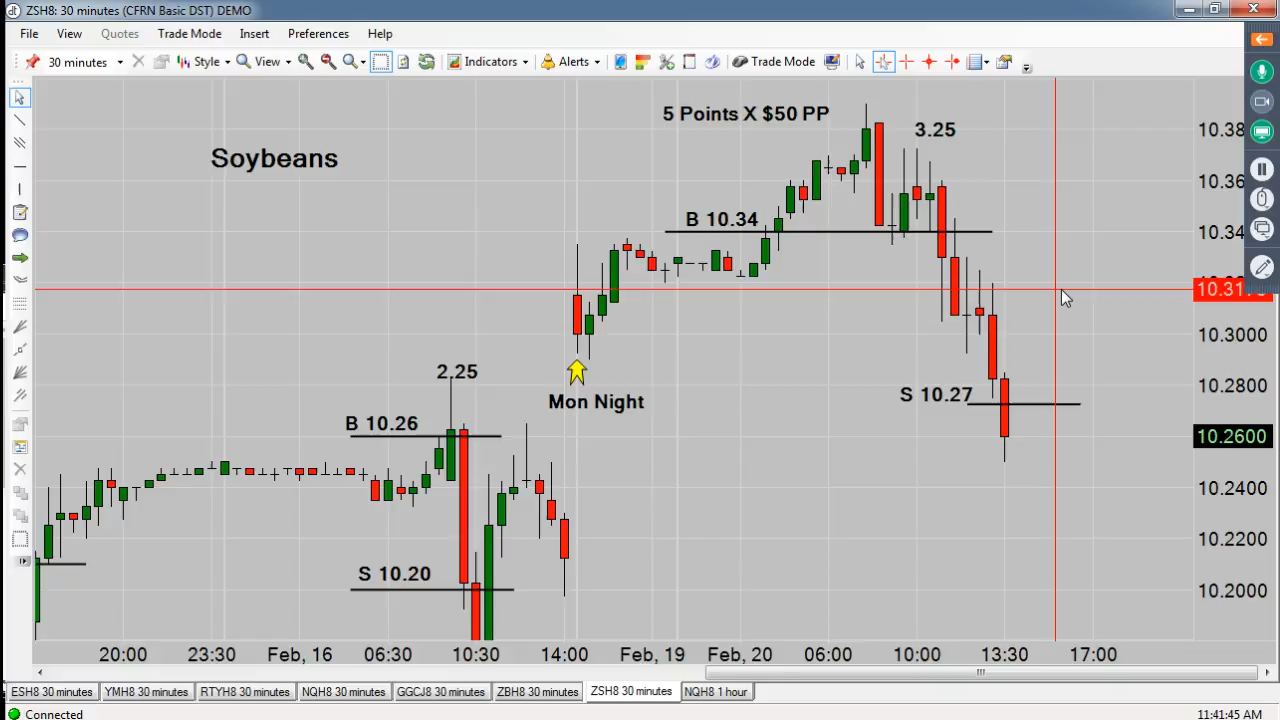 ZSH8: 30 minutes (CFRN Basic DST) DEMO
File View Quotes Trade Mode Insert Preferences Help
30 minutes Style View Indicators Alerts Trade Mode
5 Points X $50 PP
3.25
10.38
Soybeans
10.36
B 10.34
10.34
10.31
10.3000
2.25
10.2800
Mon Night
S 10.27
B 10.26
10.2600
10.2400
10.2200
S 10.20
10.2000
20:00 23:30 Feb, 16 06:30 10:30 14:00 Feb, 19 Feb, 20 06:00 10:00 13:30 17:00
ESH8 30 minutes YMH8 30 minutes RTYH8 30 minutes NQH8 30 minutes GGCJ8 30 minutes ZBH8 30 minutes ZSH8 30 minutes NQH8 1 hour
Connected 11:41:45 AM